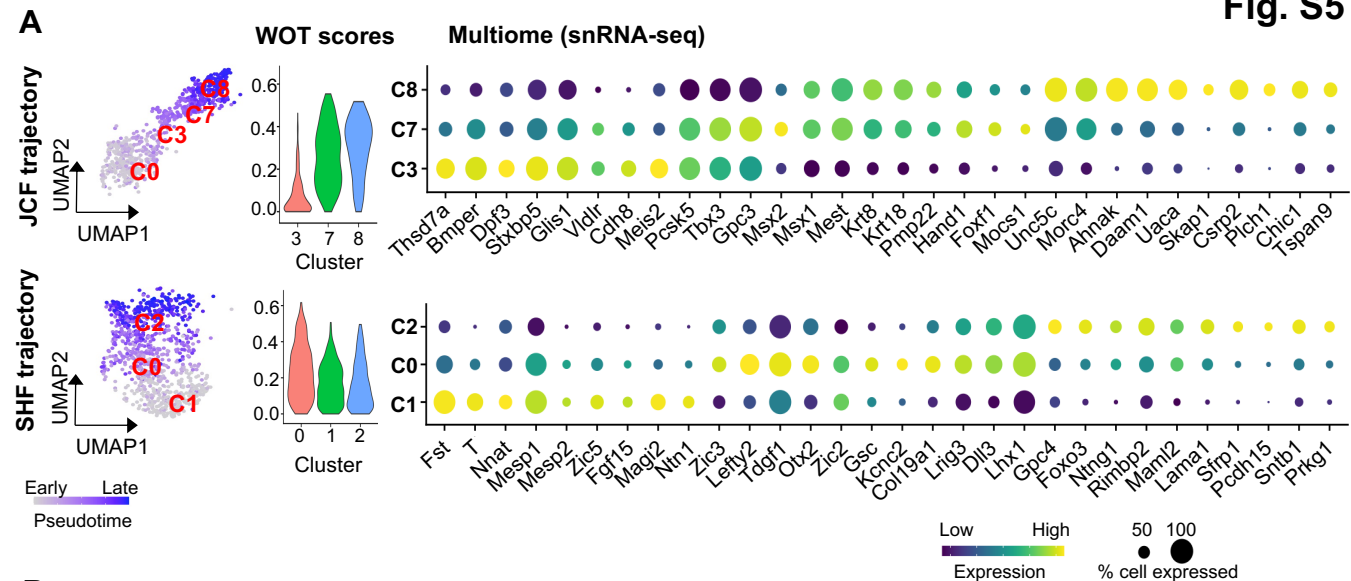 A
Fig. S5
WOT scores
Multiome (snRNA-seq)
JCF trajectory
UMAP2
UMAP1
C8
C7
C3
C0
0.6
0.4
0.2
0.0
3 7 8
Cluster
C8
C7
C3
Thsd7a Bmper Dpf3 Stxbp5 Glis1 Vldlr Cdh8 Meis2 Pcsk5 Tbx3 Gpc3 Msx2 Msx1 Mest Krt8 Krt18 Pmp22 Hand1 Foxf1 Mocs1 Unc5c Morc4 Ahnak Daam1 Uaca Skap1 Csrp2 Plch1 Chic1 Tspan9
SHF trajectory
UMAP2
UMAP1
C2
C0
C1
0.6
0.4
0.2
0.0
0 1 2
Cluster
C2
C0
C1
Fst T Nnat Mesp1 Mesp2 Zic5 Fgf15 Magi2 Ntn1 Zic3 Lefty2 Tdgf1 Otx2 Zic2 Gsc Kcnc2 Col19a1 Lrig3 Dll3 Lhx1 Gpc4 Foxo3 Ntng1 Rimbp2 Maml2 Lama1 Sfrp1 Pcdh15 Sntb1 Prkg1
Early Late
Pseudotime
Low High
Expression
50 100
% cell expressed